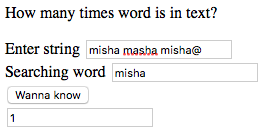 How many times word is in text?
Enter string misha masha misha@
Searching word misha
Wanna know
1